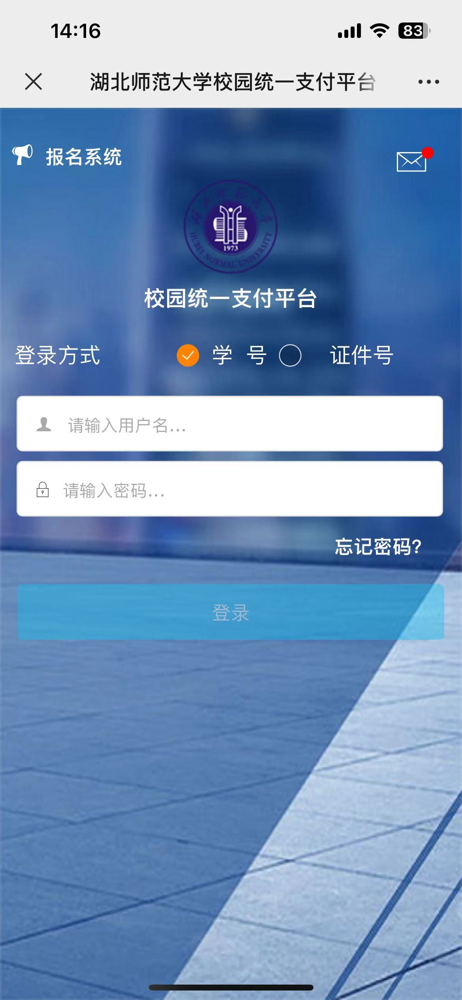 14:16
83
湖北师范大学校园统一支付平台
报名系统
1973
HUBEI NORMAL UNIVERSITY
校园统一支付平台
登录方式 学 号 证件号
请输入用户名...
请输入密码...
忘记密码?
登录